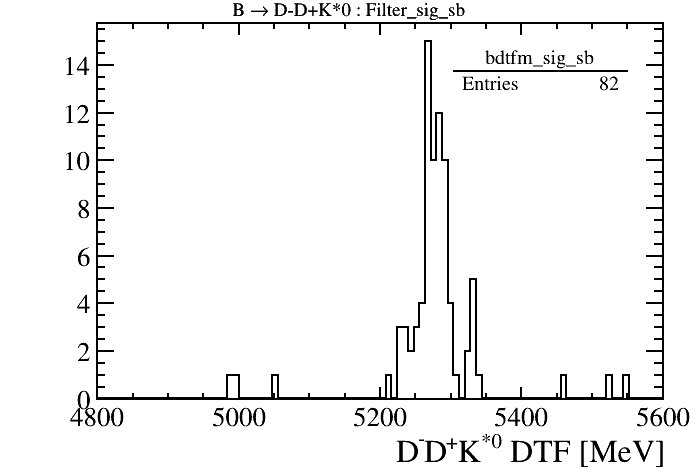 B → D-D+K*0 : Filter_sig_sb
bdtfm_sig_sb
Entries 82
14
12
10
8
6
4
2
0
4800 5000 5200 5400 5600
D⁻D⁺K*⁰ DTF [MeV]